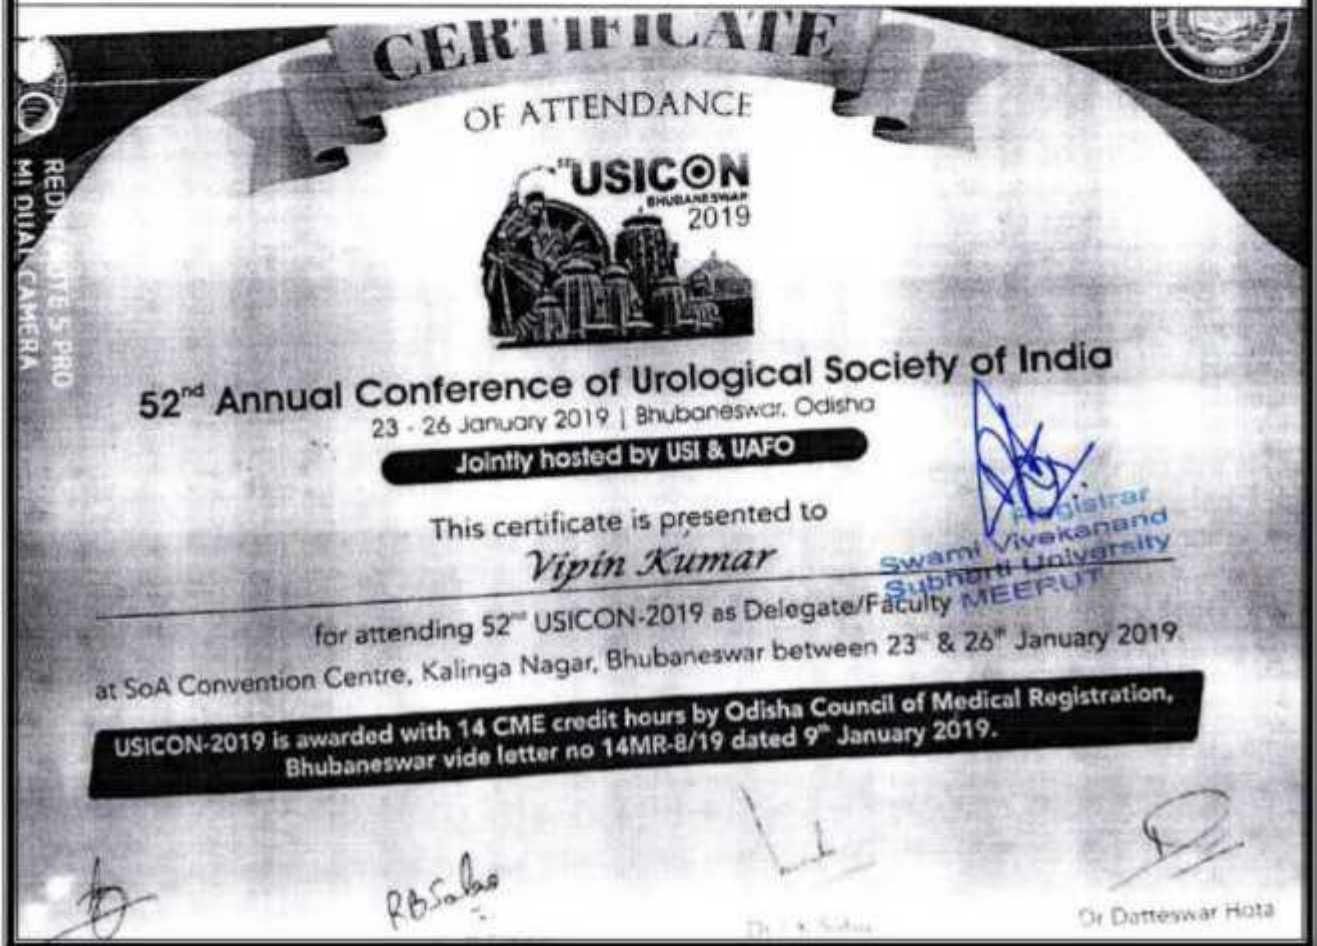 CERTIFICATE
OF ATTENDANCE
USICON
BHUBANESWAR
2019
52nd Annual Conference of Urological Society of India
23 - 26 January 2019 | Bhubaneswar, Odisha
Jointly hosted by USI & UAFO
This certificate is presented to
Vipin Kumar
Registrar
Swami Vivekanand
Subharti University
MEERUT
for attending 52nd USICON-2019 as Delegate/Faculty
at SoA Convention Centre, Kalinga Nagar, Bhubaneswar between 23rd & 26th January 2019.
USICON-2019 is awarded with 14 CME credit hours by Odisha Council of Medical Registration,
Bhubaneswar vide letter no 14MR-8/19 dated 9th January 2019.
RBSabar
Dr Datteswar Hota
REDMI NOTE 5 PRO
MI DUAL CAMERA